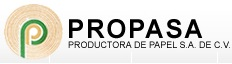 PROPASA
PRODUCTORA DE PAPEL S.A. DE C.V.